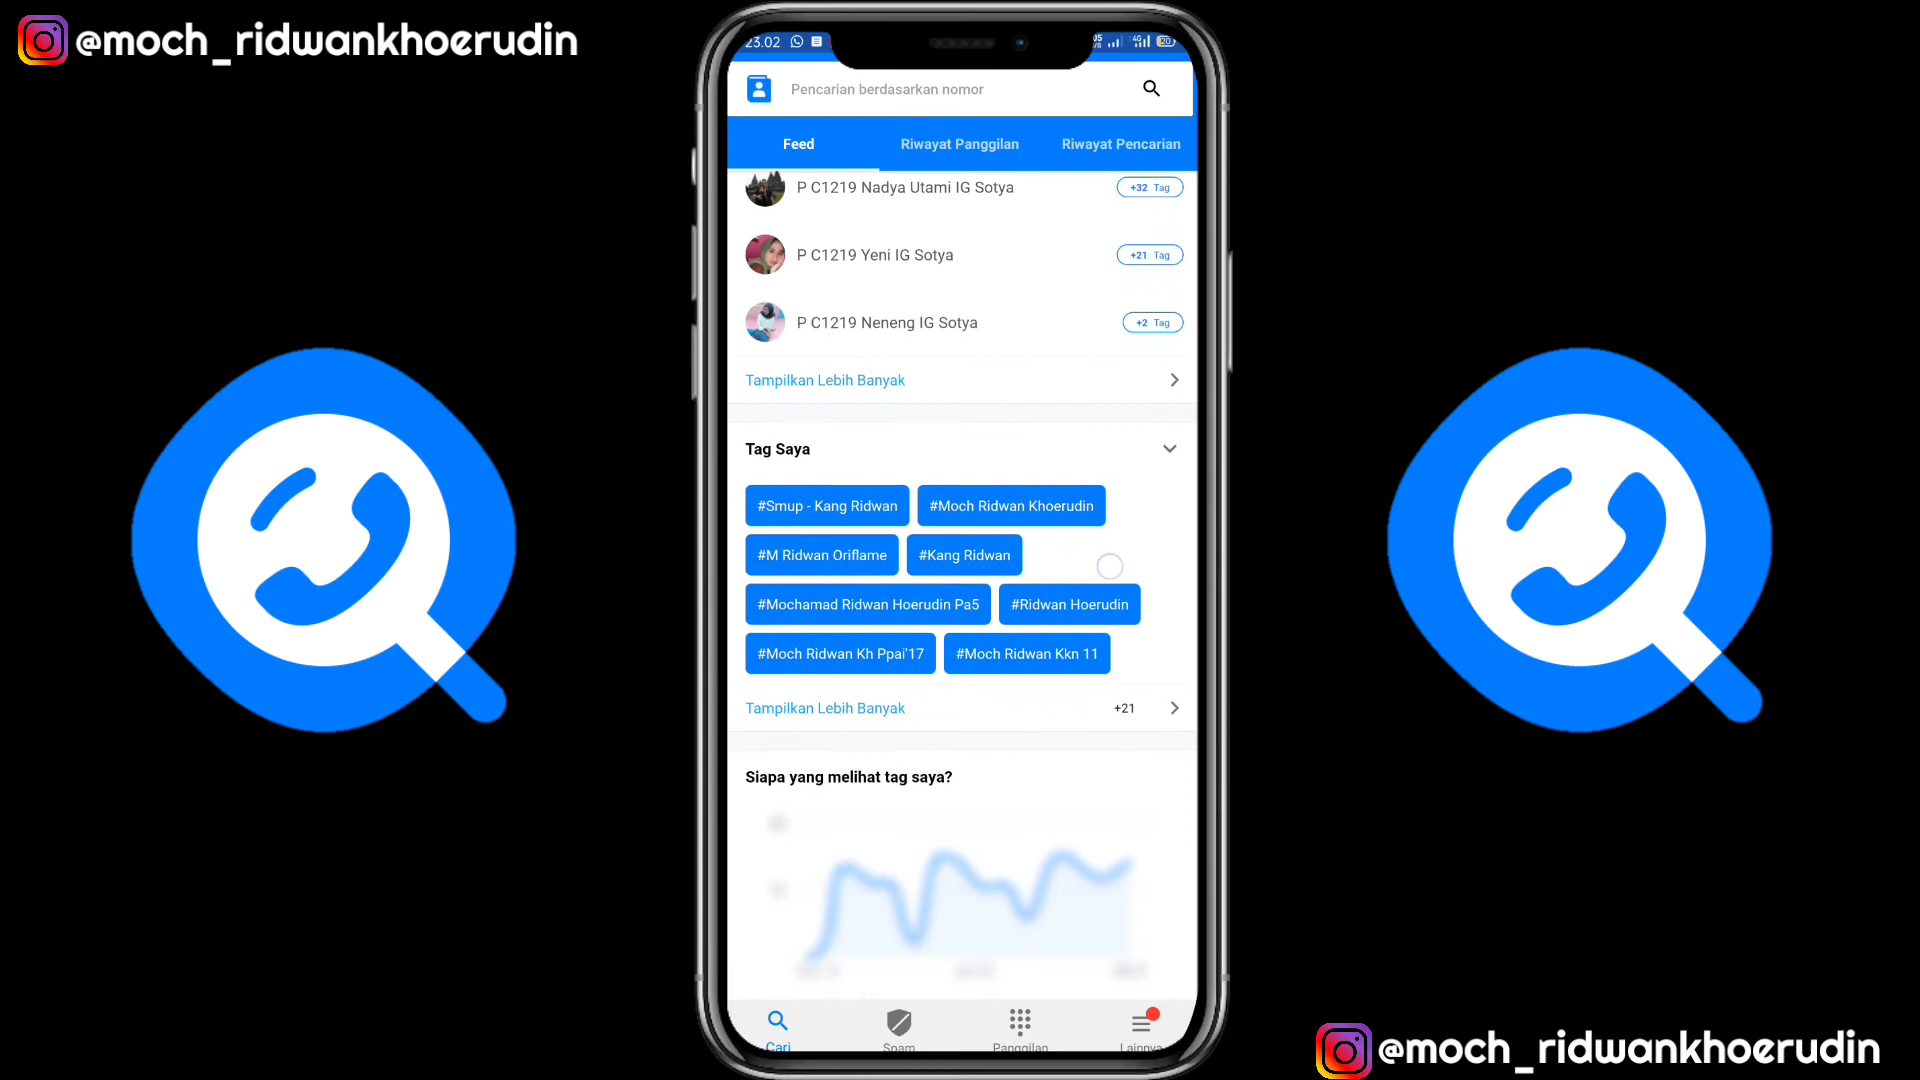 @moch_ridwankhoerudin
23.02
4G 20
Pencarian berdasarkan nomor
Feed Riwayat Panggilan Riwayat Pencarian
P C1219 Nadya Utami IG Sotya +32 Tag
P C1219 Yeni IG Sotya +21 Tag
P C1219 Neneng IG Sotya +2 Tag
Tampilkan Lebih Banyak
Tag Saya
#Smup - Kang Ridwan #Moch Ridwan Khoerudin
#M Ridwan Oriflame #Kang Ridwan
#Mochamad Ridwan Hoerudin Pa5 #Ridwan Hoerudin
#Moch Ridwan Kh Ppai'17 #Moch Ridwan Kkn 11
Tampilkan Lebih Banyak +21
Siapa yang melihat tag saya?
Cari Spam Panggilan Lainnya
@moch_ridwankhoerudin